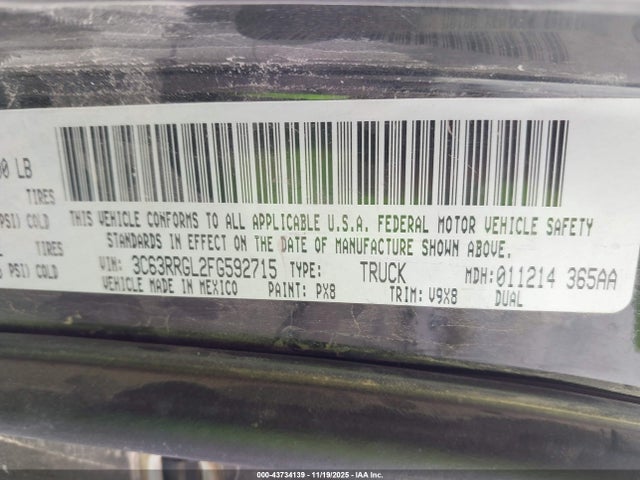 0 LB
TIRES
PSI) COLD
TIRES
PSI) COLD
THIS VEHICLE CONFORMS TO ALL APPLICABLE U.S.A. FEDERAL MOTOR VEHICLE SAFETY
STANDARDS IN EFFECT ON THE DATE OF MANUFACTURE SHOWN ABOVE.
VIN: 3C63RRGL2FG592715 TYPE: TRUCK MDH: 011214 365AA
VEHICLE MADE IN MEXICO PAINT: PX8 TRIM: V9X8 DUAL
00-43734139 | 11/19/2025 | IAA Inc.